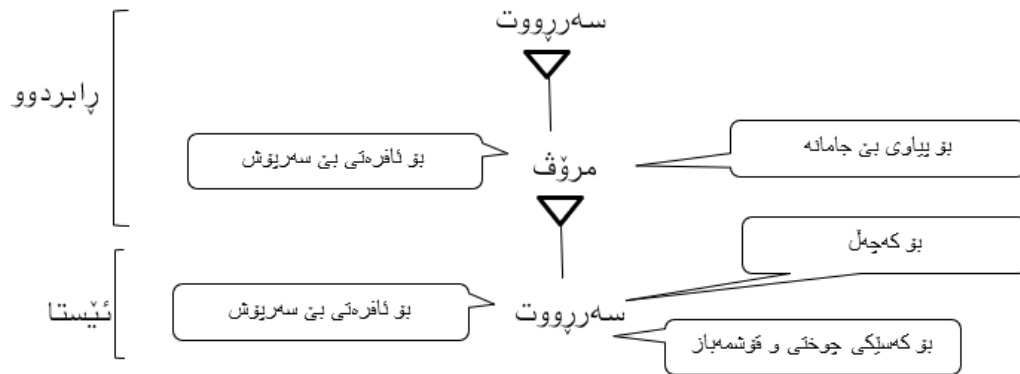 سەرڕووت
ڕابردوو
بۆ پیاوی بێ جامانە
مرۆڤ
بۆ ئافرەتی بێ سەرپۆش
بۆ کەچەڵ
سەرڕووت
بۆ ئافرەتی بێ سەرپۆش
ئێستا
بۆ کەسێکی چوختی و قۆشمەباز